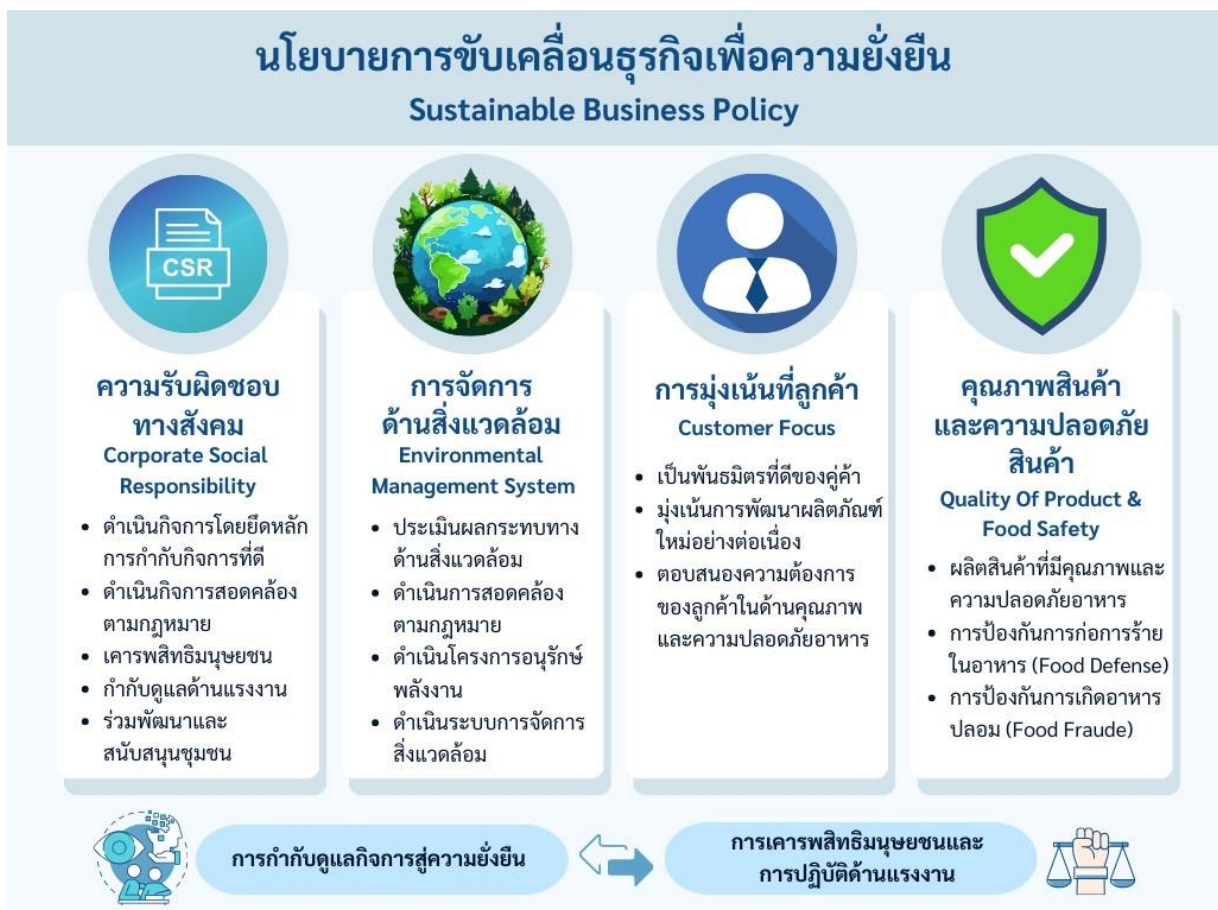 นโยบายการขับเคลื่อนธุรกิจเพื่อความยั่งยืน
Sustainable Business Policy
CSR
ความรับผิดชอบ
ทางสังคม
Corporate Social
Responsibility
• ดำเนินกิจการโดยยึดหลัก
การกำกับกิจการที่ดี
• ดำเนินกิจการสอดคล้อง
ตามกฎหมาย
• เคารพสิทธิมนุษยชน
• กำกับดูแลด้านแรงงาน
• ร่วมพัฒนาและ
สนับสนุนชุมชน
การจัดการ
ด้านสิ่งแวดล้อม
Environmental
Management System
• ประเมินผลกระทบทาง
ด้านสิ่งแวดล้อม
• ดำเนินการสอดคล้อง
ตามกฎหมาย
• ดำเนินโครงการอนุรักษ์
พลังงาน
• ดำเนินระบบการจัดการ
สิ่งแวดล้อม
การมุ่งเน้นที่ลูกค้า
Customer Focus
• เป็นพันธมิตรที่ดีของคู่ค้า
• มุ่งเน้นการพัฒนาผลิตภัณฑ์
ใหม่อย่างต่อเนื่อง
• ตอบสนองความต้องการ
ของลูกค้าในด้านคุณภาพ
และความปลอดภัยอาหาร
คุณภาพสินค้า
และความปลอดภัย
สินค้า
Quality Of Product &
Food Safety
• ผลิตสินค้าที่มีคุณภาพและ
ความปลอดภัยอาหาร
• การป้องกันการก่อการร้าย
ในอาหาร (Food Defense)
• การป้องกันการเกิดอาหาร
ปลอม (Food Fraude)
การกำกับดูแลกิจการสู่ความยั่งยืน
การเคารพสิทธิมนุษยชนและ
การปฏิบัติด้านแรงงาน